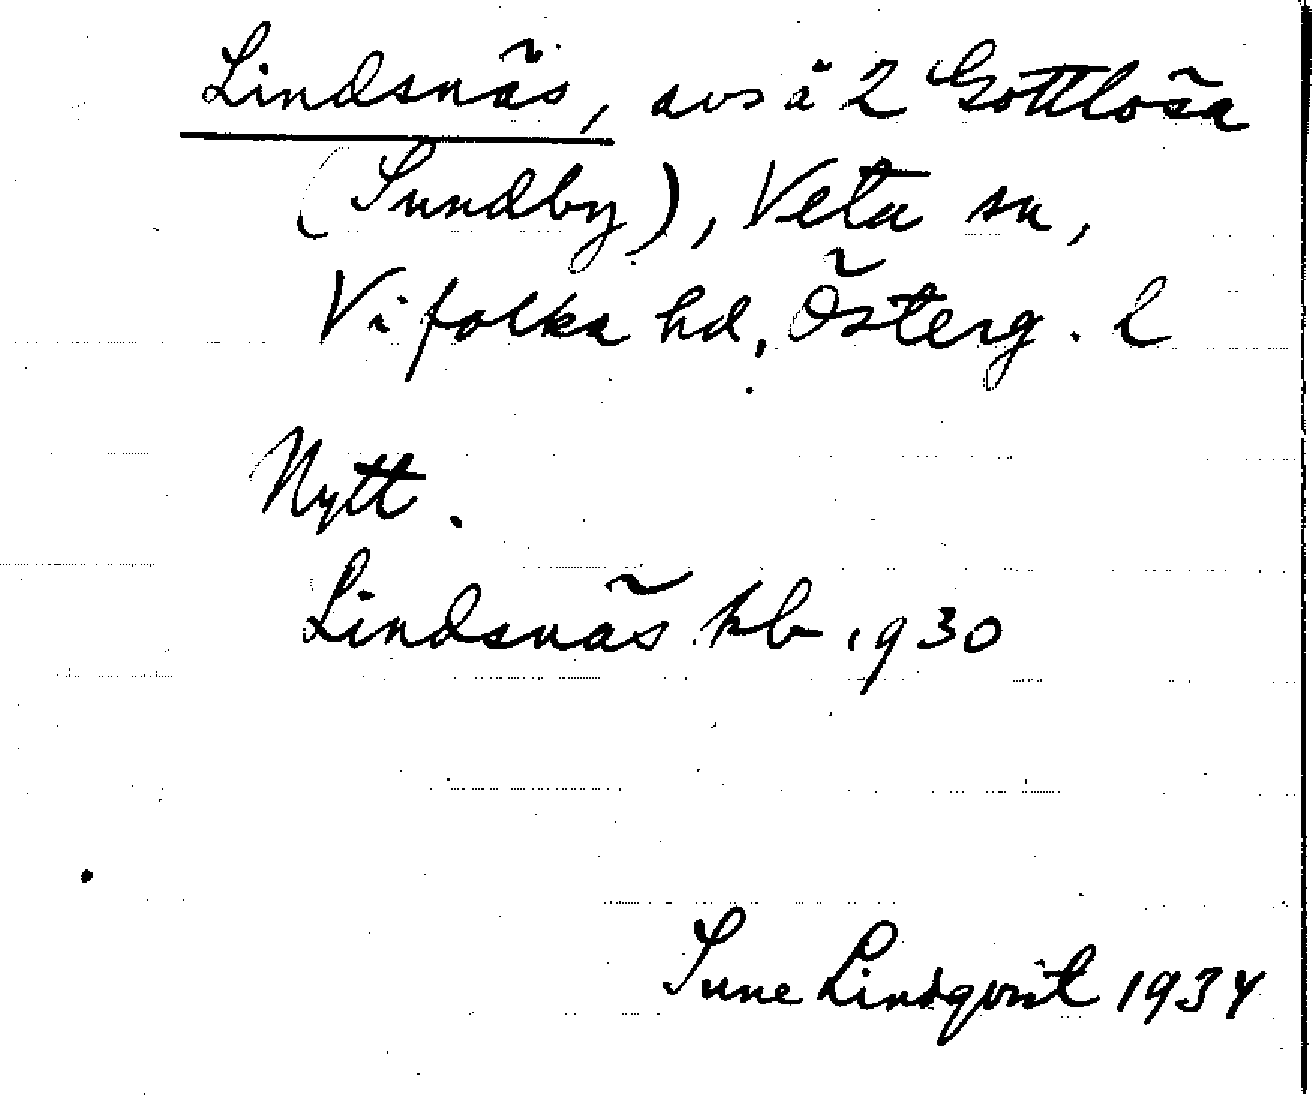 Lindsnäs, avs å 2 Gottlösa
(Sundby), Veta sn,
Vifolka hd, Österg. l
Nytt.
Lindsnäs kb 1930
Sune Lindqvist 1934